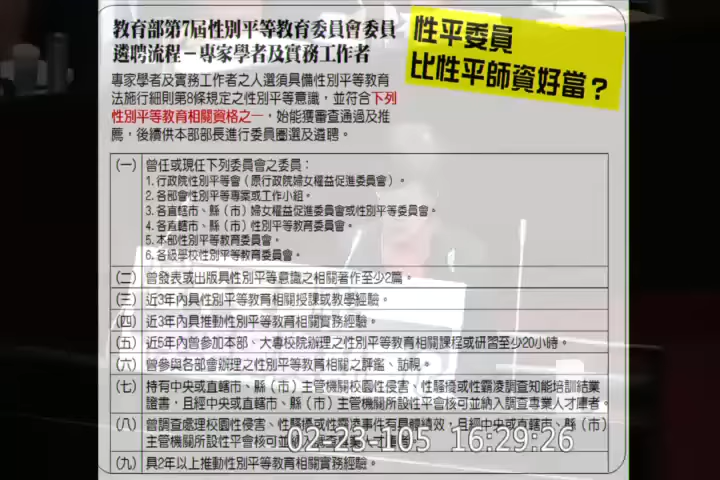 教育部第7屆性別平等教育委員會委員
遴聘流程－專家學者及實務工作者
性平委員
比性平師資好當？
專家學者及實務工作者之人選須具備性別平等教育
法施行細則第8條規定之性別平等意識，並符合下列
性別平等教育相關資格之一，始能獲審查通過及推
薦，後續供本部部長進行委員圈選及遴聘。
（一）曾任或現任下列委員會之委員：
1.行政院性別平等會（原行政院婦女權益促進委員會）。
2.各部會性別平等專案或工作小組。
3.各直轄市、縣（市）婦女權益促進委員會或性別平等委員會。
4.各直轄市、縣（市）性別平等教育委員會。
5.本部性別平等教育委員會。
6.各級學校性別平等教育委員會。
（二）曾發表或出版具性別平等意識之相關著作至少2篇。
（三）近3年內具性別平等教育相關授課或教學經驗。
（四）近3年內具推動性別平等教育相關實務經驗。
（五）近5年內曾參加本部、大專校院辦理之性別平等教育相關課程或研習至少20小時。
（六）曾參與各部會辦理之性別平等教育相關之評鑑、訪視。
（七）持有中央或直轄市、縣（市）主管機關校園性侵害、性騷擾或性霸凌調查知能培訓結業
證書，且經中央或直轄市、縣（市）主管機關所設性平會核可並納入調查專業人才庫者。
（八）曾調查處理校園性侵害、性騷擾或性霸凌事件有具體績效，且經中央或直轄市、縣（市）
主管機關所設性平會核可並納入調查專業人才庫者。
02-23-105 16:29:26
（九）具2年以上推動性別平等教育相關實務經驗。